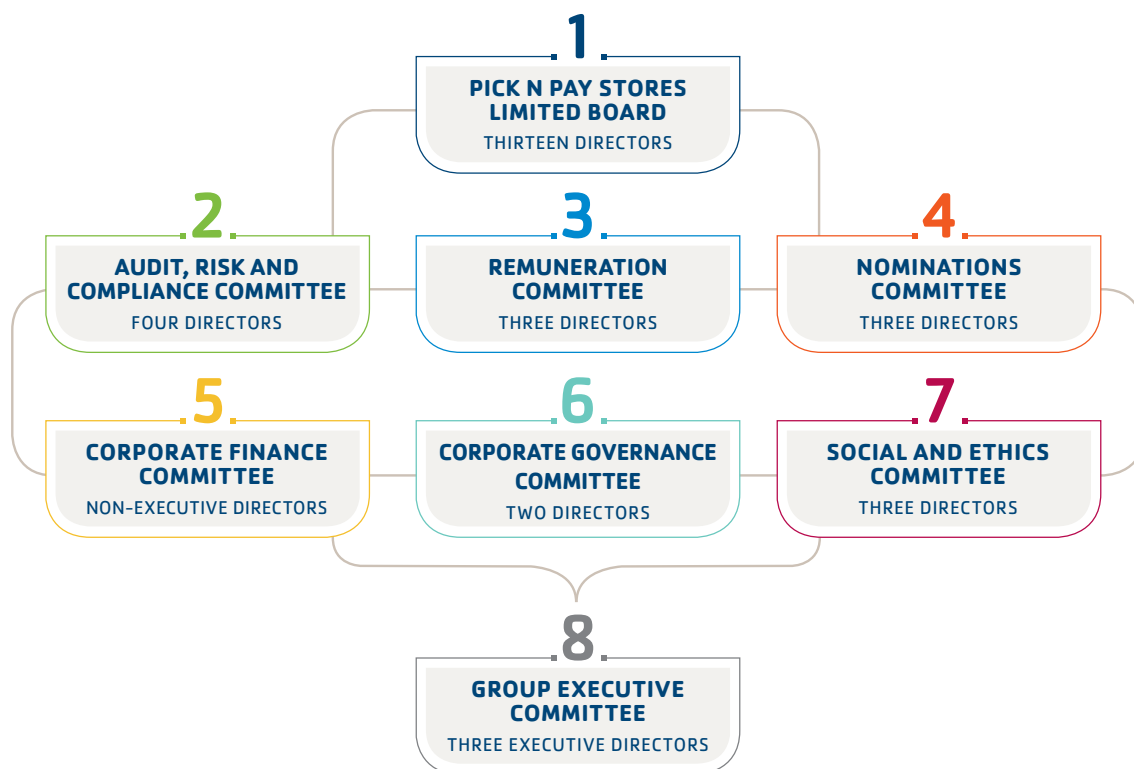 1
PICK N PAY STORES
LIMITED BOARD
THIRTEEN DIRECTORS
2
AUDIT, RISK AND
COMPLIANCE COMMITTEE
FOUR DIRECTORS
3
REMUNERATION
COMMITTEE
THREE DIRECTORS
4
NOMINATIONS
COMMITTEE
THREE DIRECTORS
5
CORPORATE FINANCE
COMMITTEE
NON-EXECUTIVE DIRECTORS
6
CORPORATE GOVERNANCE
COMMITTEE
TWO DIRECTORS
7
SOCIAL AND ETHICS
COMMITTEE
THREE DIRECTORS
8
GROUP EXECUTIVE
COMMITTEE
THREE EXECUTIVE DIRECTORS